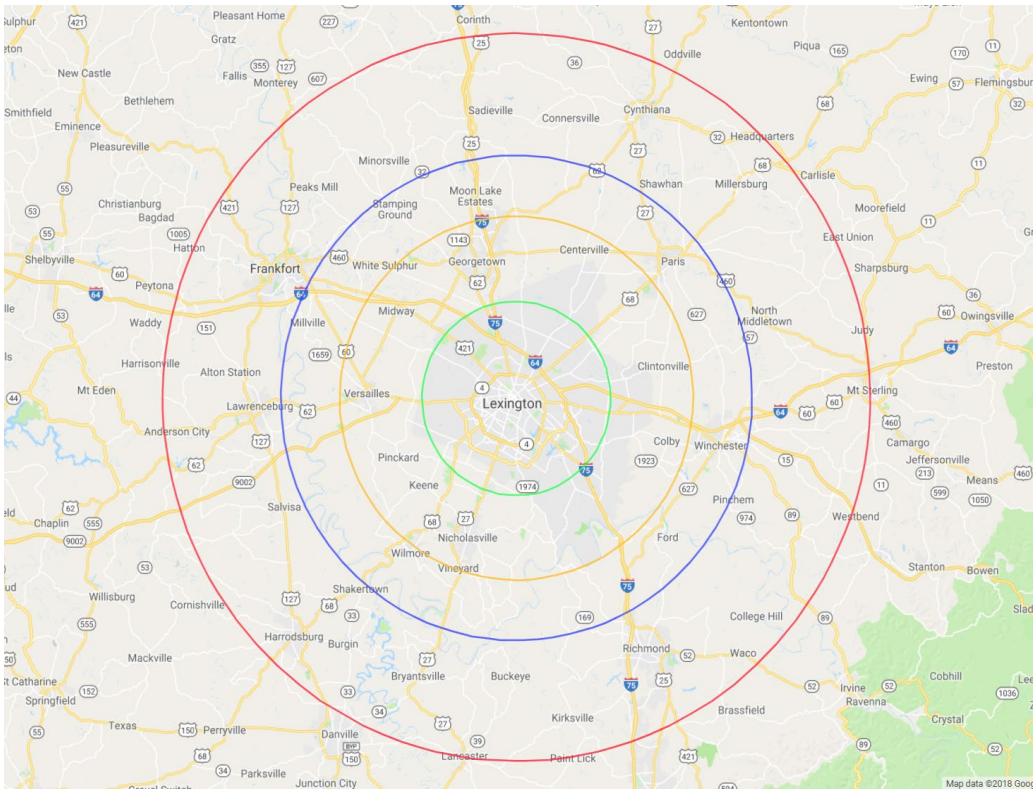 Pleasant Home
Corinth
Kentontown
Sulphur
421
227
25
27
Piqua
165
11
Gratz
Oddville
170
New Castle
355
127
Fallis
Monterey
607
36
Ewing
57
Flemingsburg
Bethlehem
Sadieville
Cynthiana
68
32
Smithfield
Connersville
Eminence
Pleasureville
25
32
Headquarters
Minorsville
27
11
32
62
68
Carlisle
55
Peaks Mill
Shawhan
Millersburg
Moon Lake
Estates
Christianburg
421
127
Stamping
Ground
Moorefield
53
Bagdad
27
11
75
55
1005
1143
East Union
Hatton
Centerville
Shelbyville
Frankfort
460
White Sulphur
Georgetown
Paris
Sharpsburg
60
62
460
Peytona
64
68
36
53
Waddy
151
Millville
Midway
75
627
North
Middletown
60
Owingsville
Judy
57
1659
60
421
64
64
Harrisonville
Clintonville
Preston
Alton Station
4
Mt Eden
Versailles
Mt Sterling
44
Lawrenceburg
62
Lexington
64
60
60
Anderson City
460
127
4
Colby
Winchester
Camargo
Pinckard
1923
Jeffersonville
62
75
15
213
460
9002
Keene
1974
627
11
Means
599
1050
62
Salvisa
Pinchem
Chaplin
555
68
27
974
89
Westbend
9002
Nicholasville
Ford
Wilmore
53
Vineyard
Stanton
Bowen
75
Willisburg
Shakertown
127
Cornishville
68
College Hill
33
169
89
555
Harrodsburg
Burgin
Richmond
Mackville
27
52
Waco
St Catharine
Bryantsville
Buckeye
152
75
25
52
52
Irvine
Cobhill
33
1036
Springfield
Ravenna
34
Brassfield
Texas
Kirksville
Crystal
150
Perryville
27
55
Danville
39
89
68
BYP
150
Lancaster
Paint Lick
421
34
Parksville
Junction City
Map data ©2018 Goog